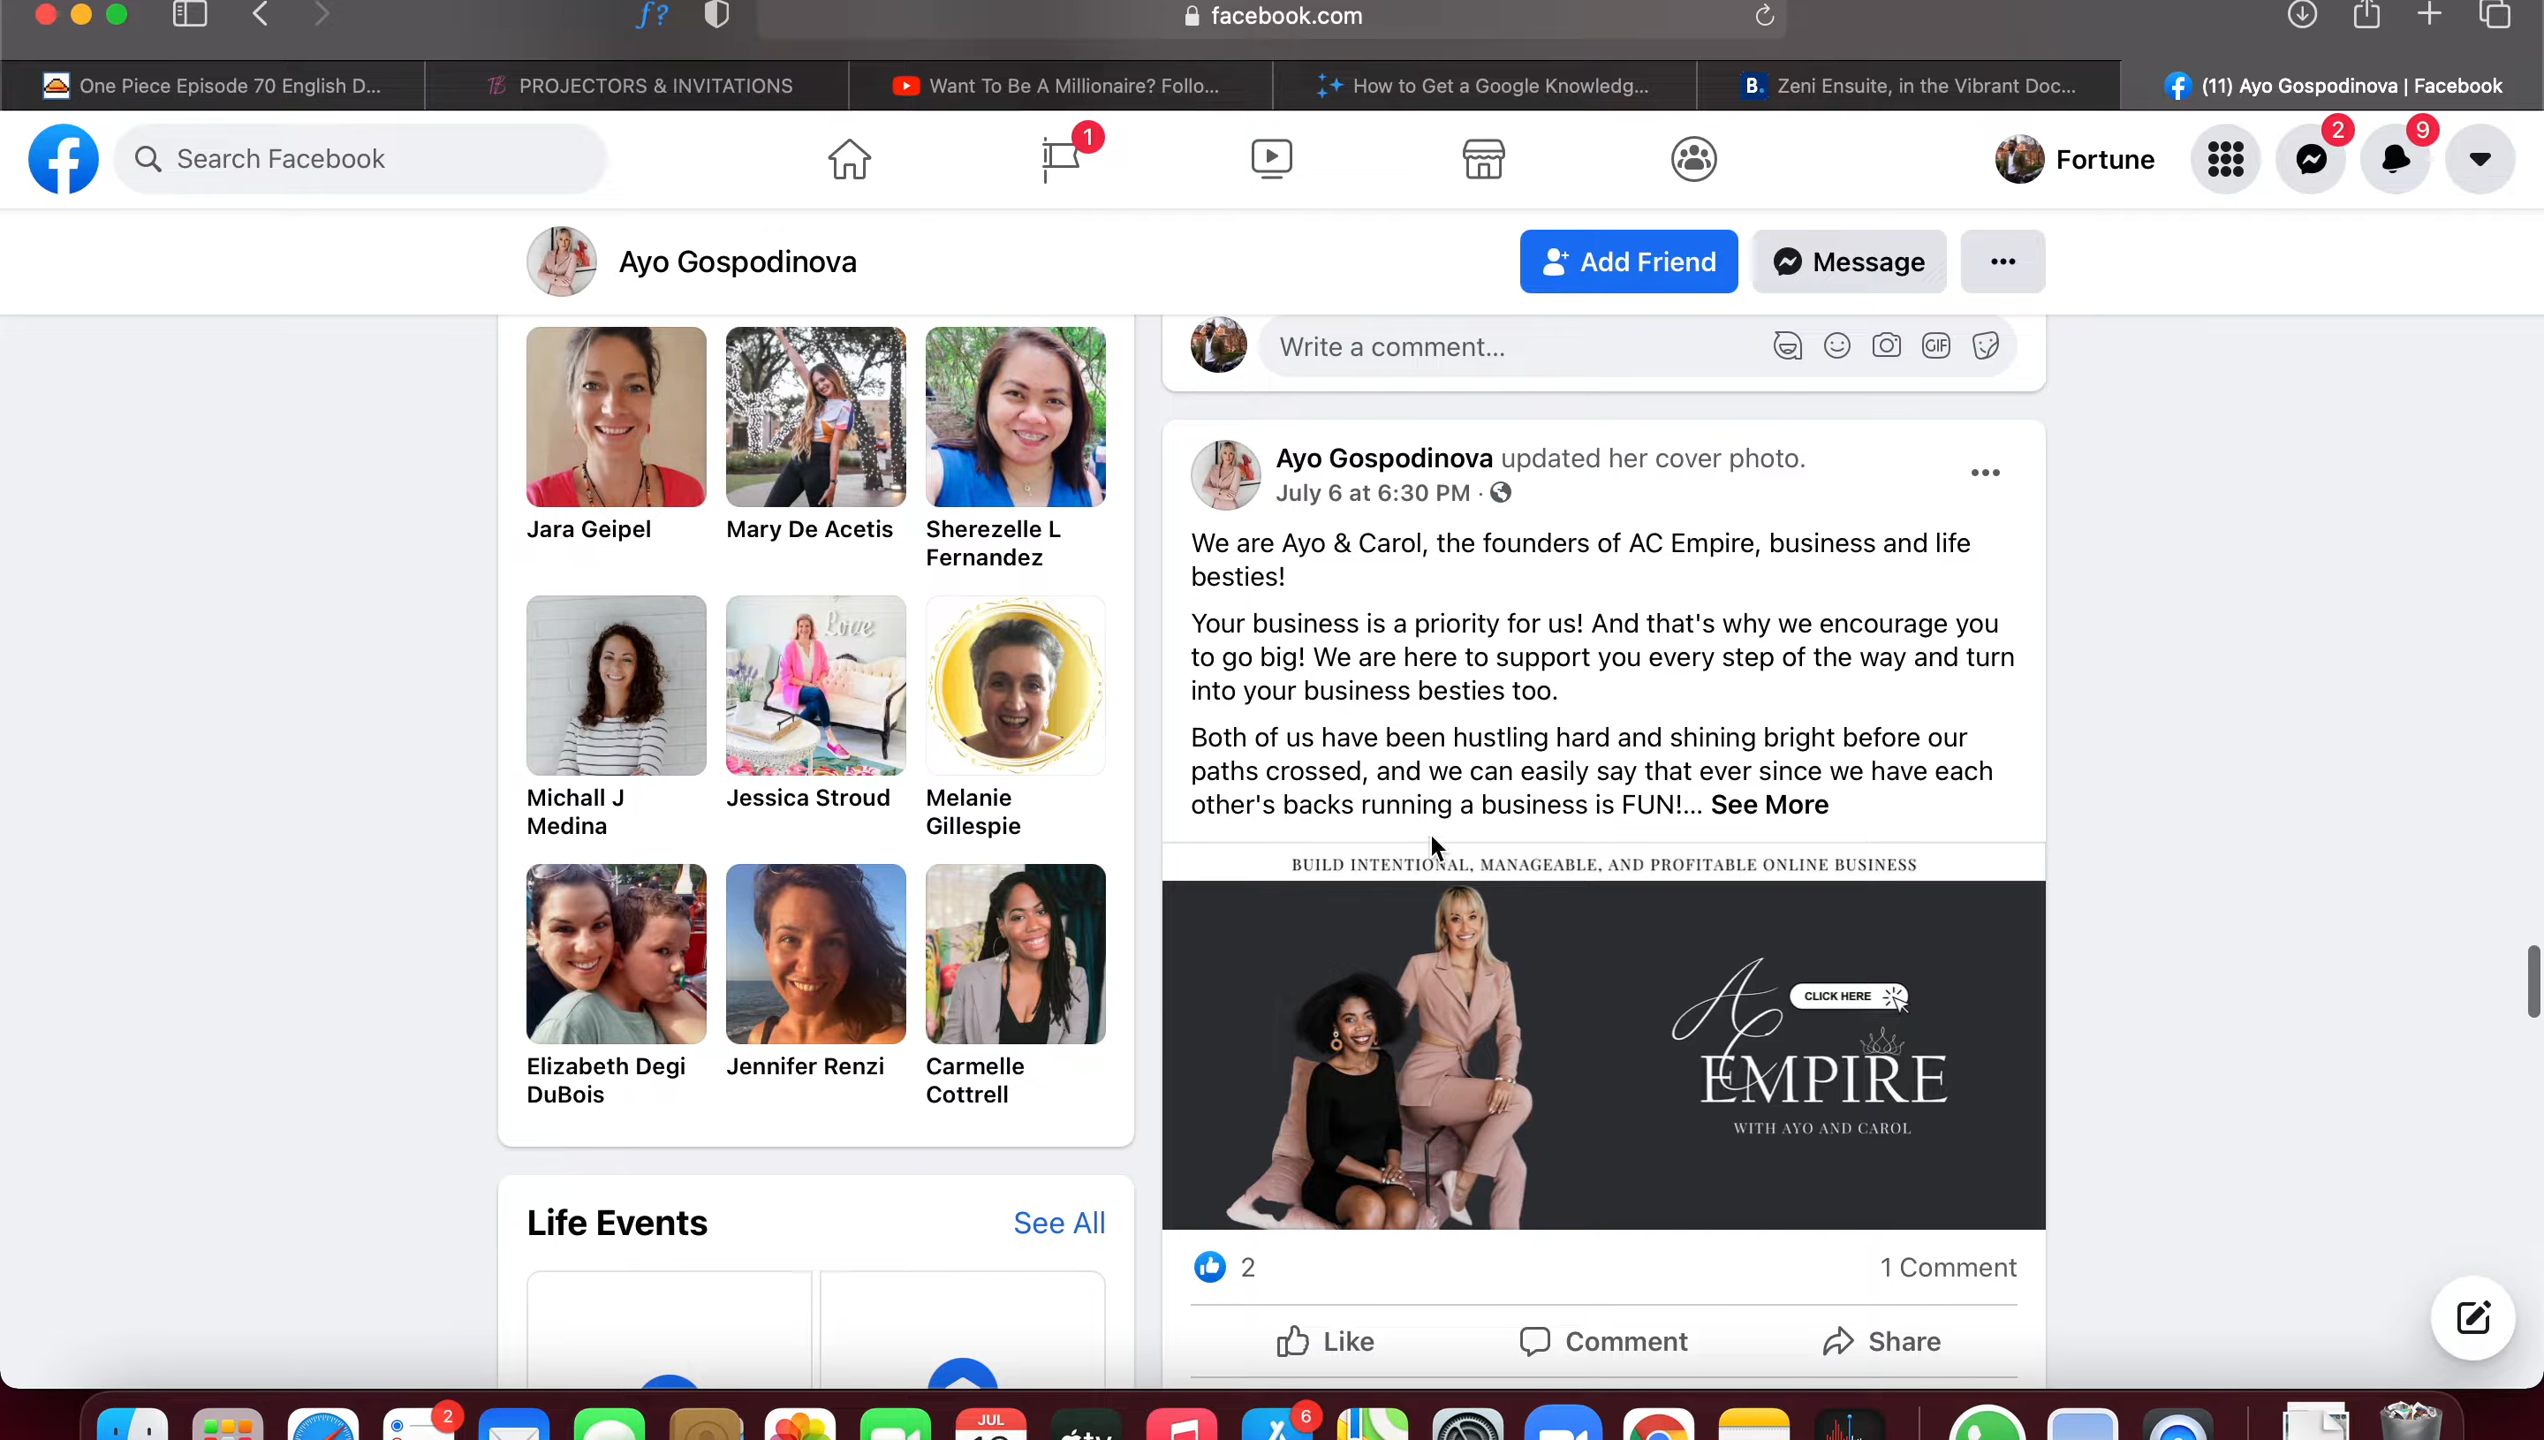 facebook.com
One Piece Episode 70 English D...
PROJECTORS & INVITATIONS
Want To Be A Millionaire? Follo...
How to Get a Google Knowledg...
B.
Zeni Ensuite, in the Vibrant Doc...
(11) Ayo Gospodinova | Facebook
Search Facebook
1
Fortune
2
9
Ayo Gospodinova
Add Friend
Message
Jara Geipel
Mary De Acetis
Sherezelle L
Fernandez
Love
Michall J
Medina
Jessica Stroud
Melanie
Gillespie
Elizabeth Degi
DuBois
Jennifer Renzi
Carmelle
Cottrell
Life Events
See All
Write a comment...
GIF
Ayo Gospodinova updated her cover photo.
July 6 at 6:30 PM ·
We are Ayo & Carol, the founders of AC Empire, business and life
besties!
Your business is a priority for us! And that's why we encourage you
to go big! We are here to support you every step of the way and turn
into your business besties too.
Both of us have been hustling hard and shining bright before our
paths crossed, and we can easily say that ever since we have each
other's backs running a business is FUN!... See More
BUILD INTENTIONAL, MANAGEABLE, AND PROFITABLE ONLINE BUSINESS
CLICK HERE
AC
EMPIRE
WITH AYO AND CAROL
2
1 Comment
Like
Comment
Share
2
JUL
6